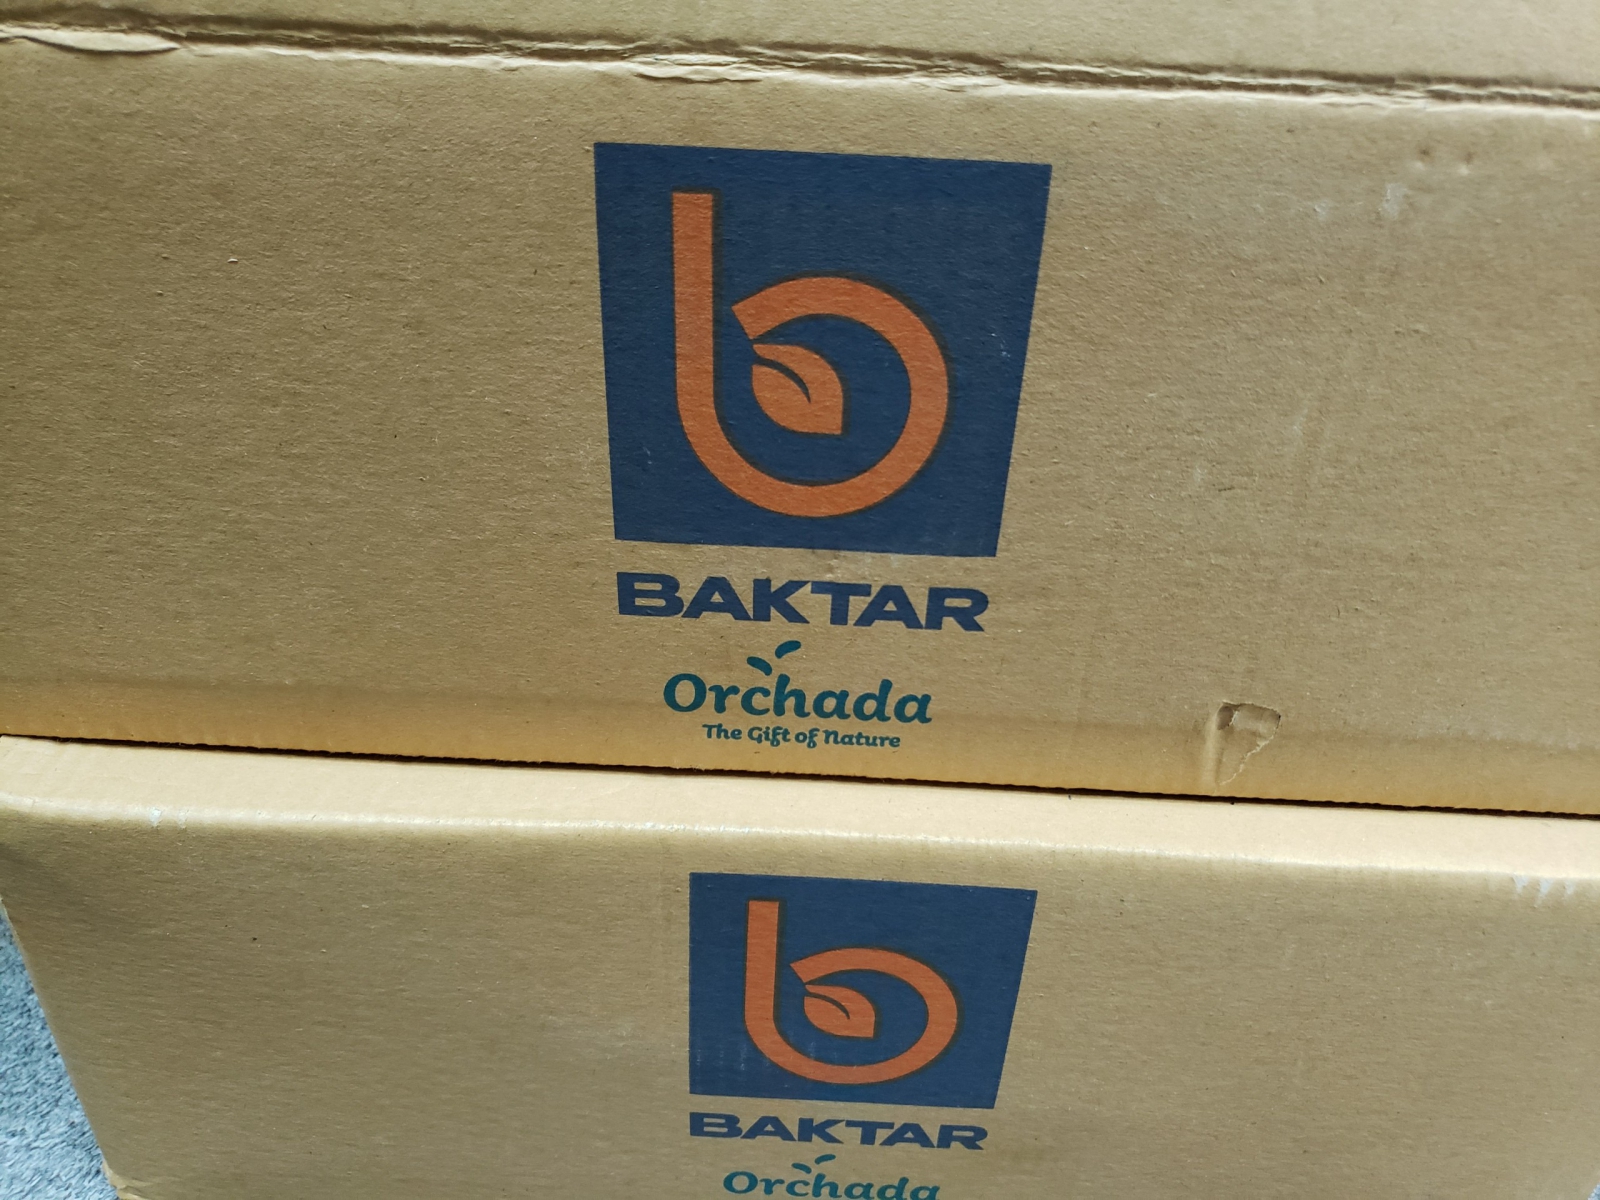 BAKTAR
Orchada
The Gift of Nature
BAKTAR
Orchada